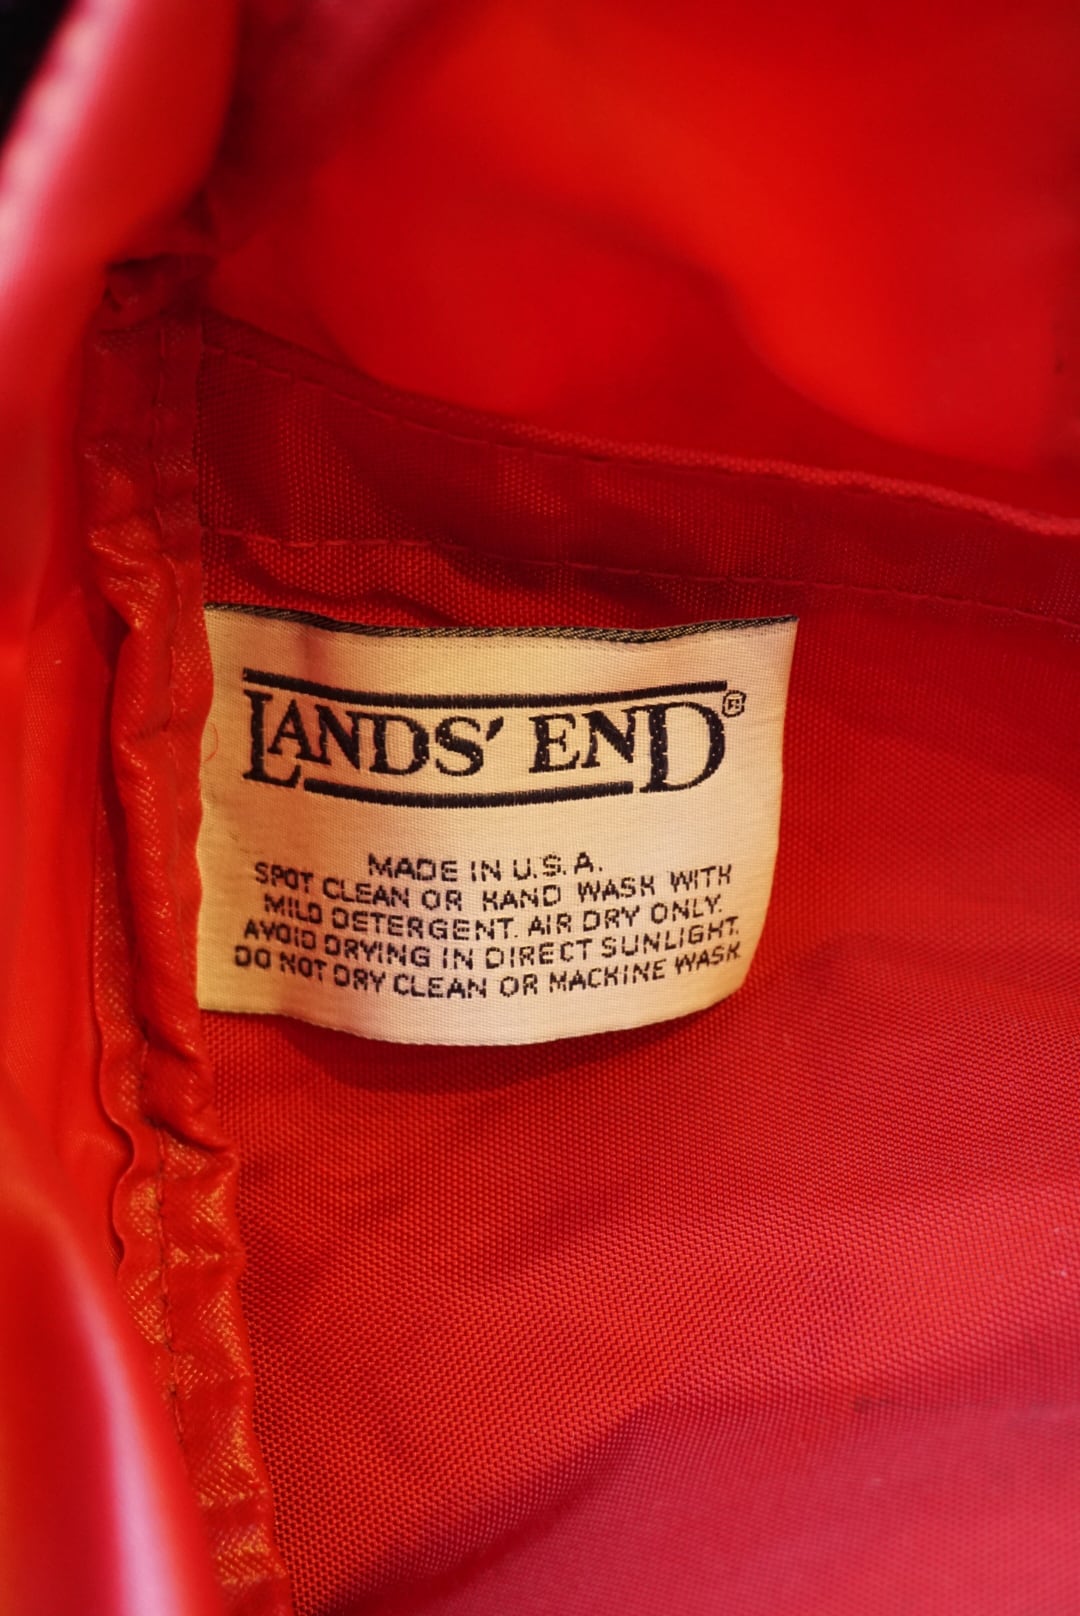 LANDS' END®
MADE IN U.S.A.
SPOT CLEAN OR HAND WASH WITH
MILD DETERGENT. AIR DRY ONLY.
AVOID DRYING IN DIRECT SUNLIGHT.
DO NOT DRY CLEAN OR MACHINE WASH